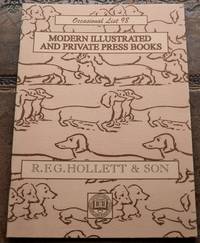 Occasional List 98
MODERN ILLUSTRATED
AND PRIVATE PRESS BOOKS
R.F.G. HOLLETT & SON